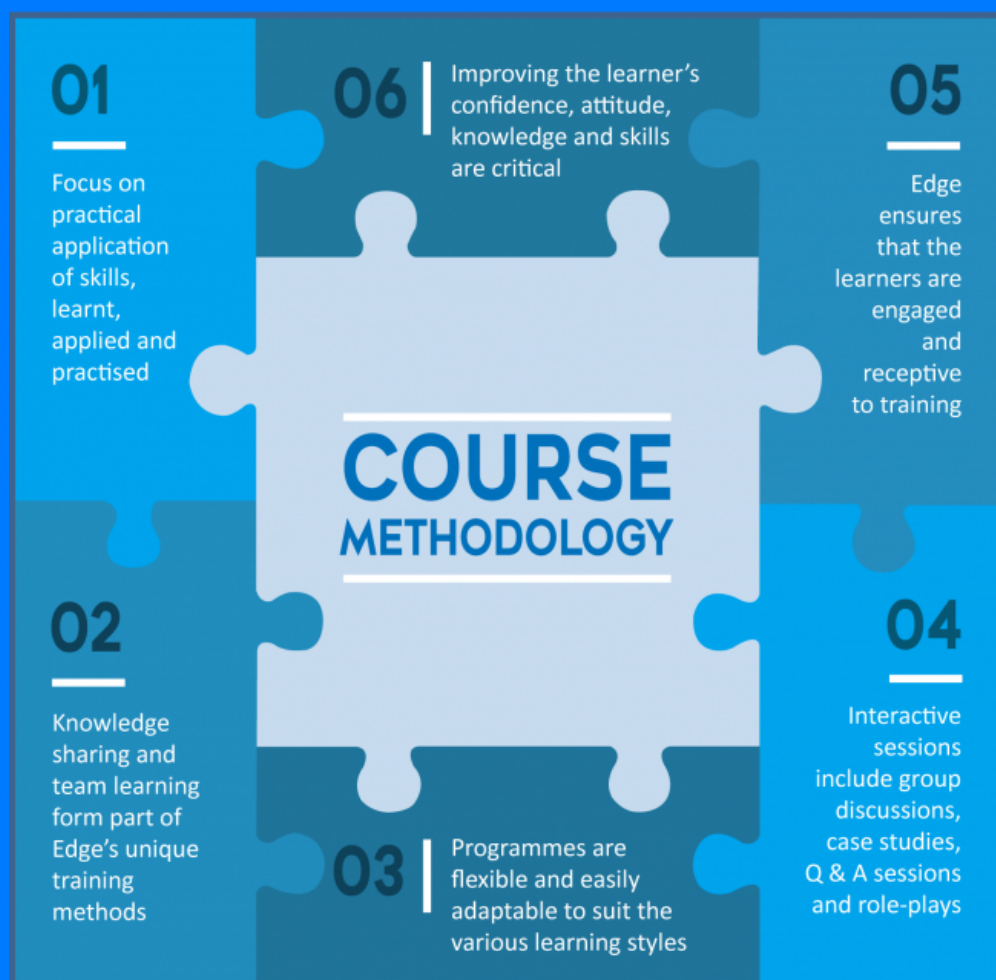 01
Focus on
practical
application
of skills,
learnt,
applied and
practised
02
Knowledge
sharing and
team learning
form part of
Edge's unique
training
methods
03
Programmes are
flexible and easily
adaptable to suit the
various learning styles
04
Interactive
sessions
include group
discussions,
case studies,
Q & A sessions
and role-plays
05
Edge
ensures
that the
learners are
engaged
and
receptive
to training
06
Improving the learner's
confidence, attitude,
knowledge and skills
are critical
COURSE
METHODOLOGY